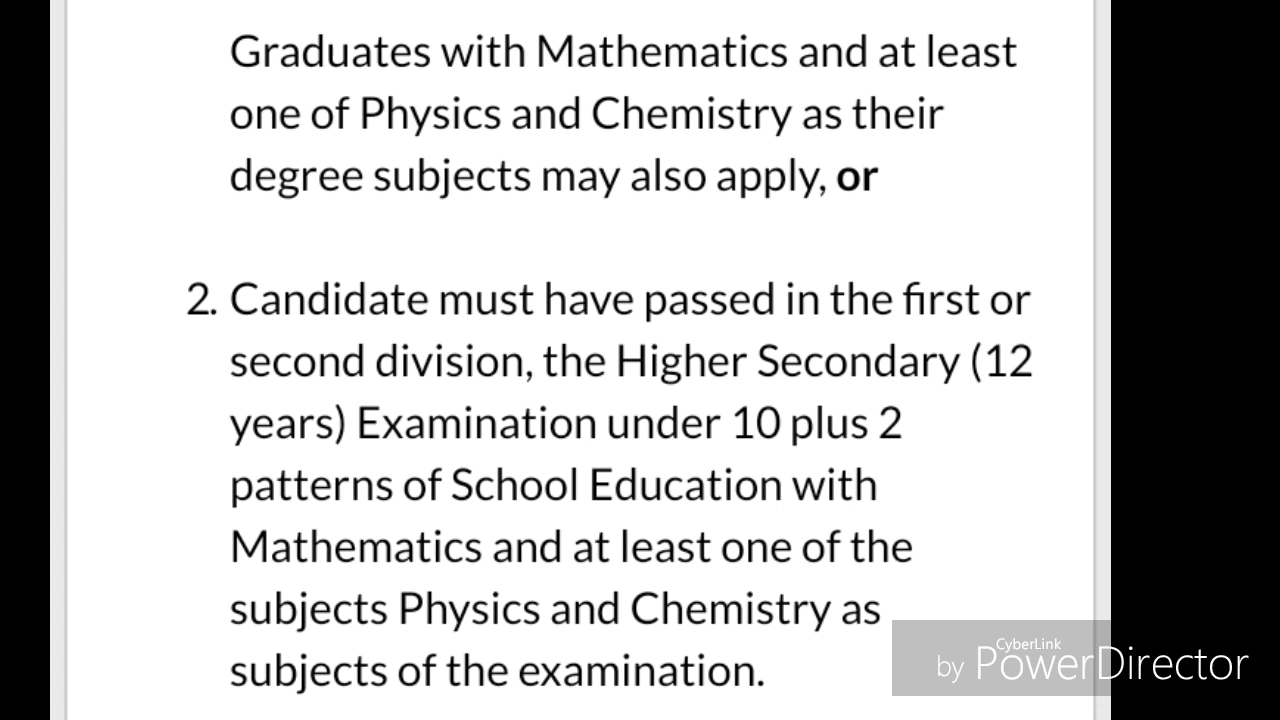 Graduates with Mathematics and at least
one of Physics and Chemistry as their
degree subjects may also apply, or
2. Candidate must have passed in the first or
second division, the Higher Secondary (12
years) Examination under 10 plus 2
patterns of School Education with
Mathematics and at least one of the
subjects Physics and Chemistry as
subjects of the examination.
CyberLink
by PowerDirector